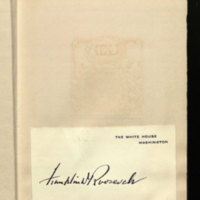 THE WHITE HOUSE
WASHINGTON
Franklin D Roosevelt